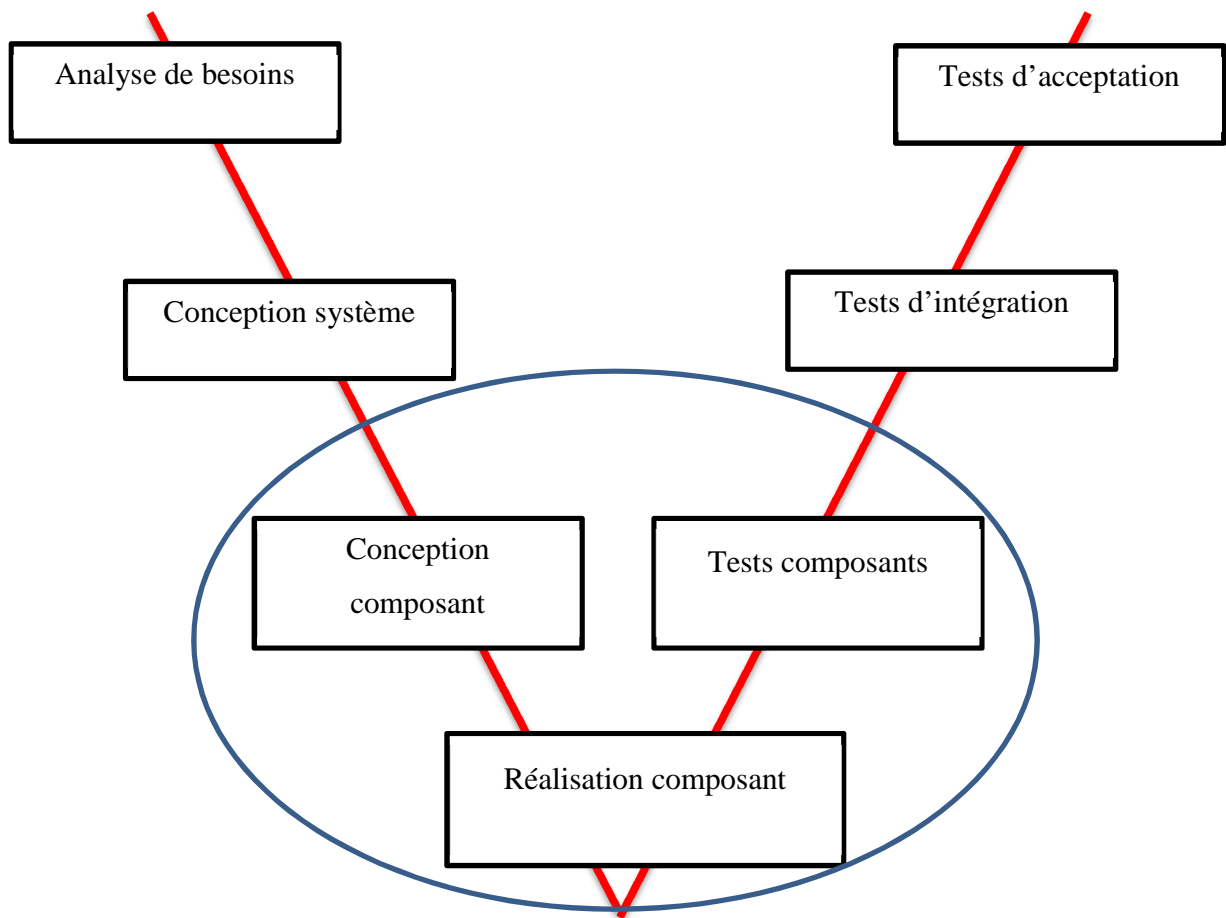 Analyse de besoins
Tests d’acceptation
Conception système
Tests d’intégration
Conception
composant
Tests composants
Réalisation composant